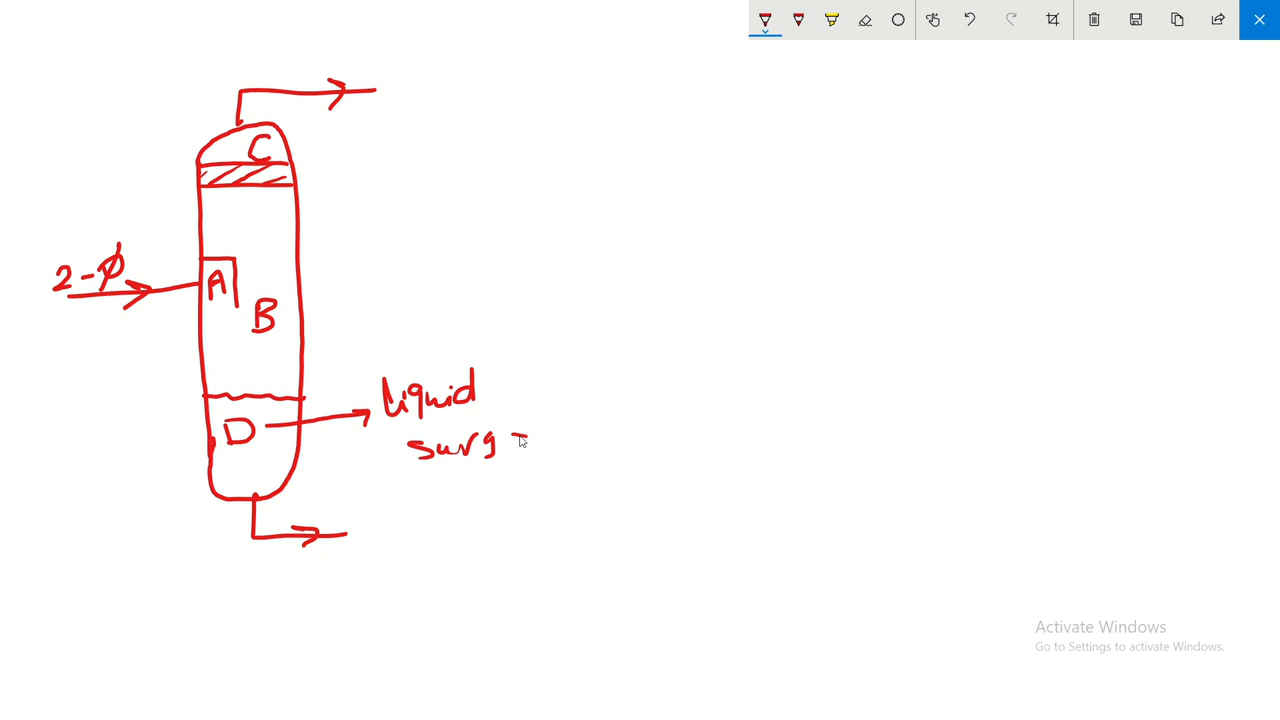 C
2-ϕ
A
B
Liquid
D
surg
Activate Windows
Go to Settings to activate Windows.